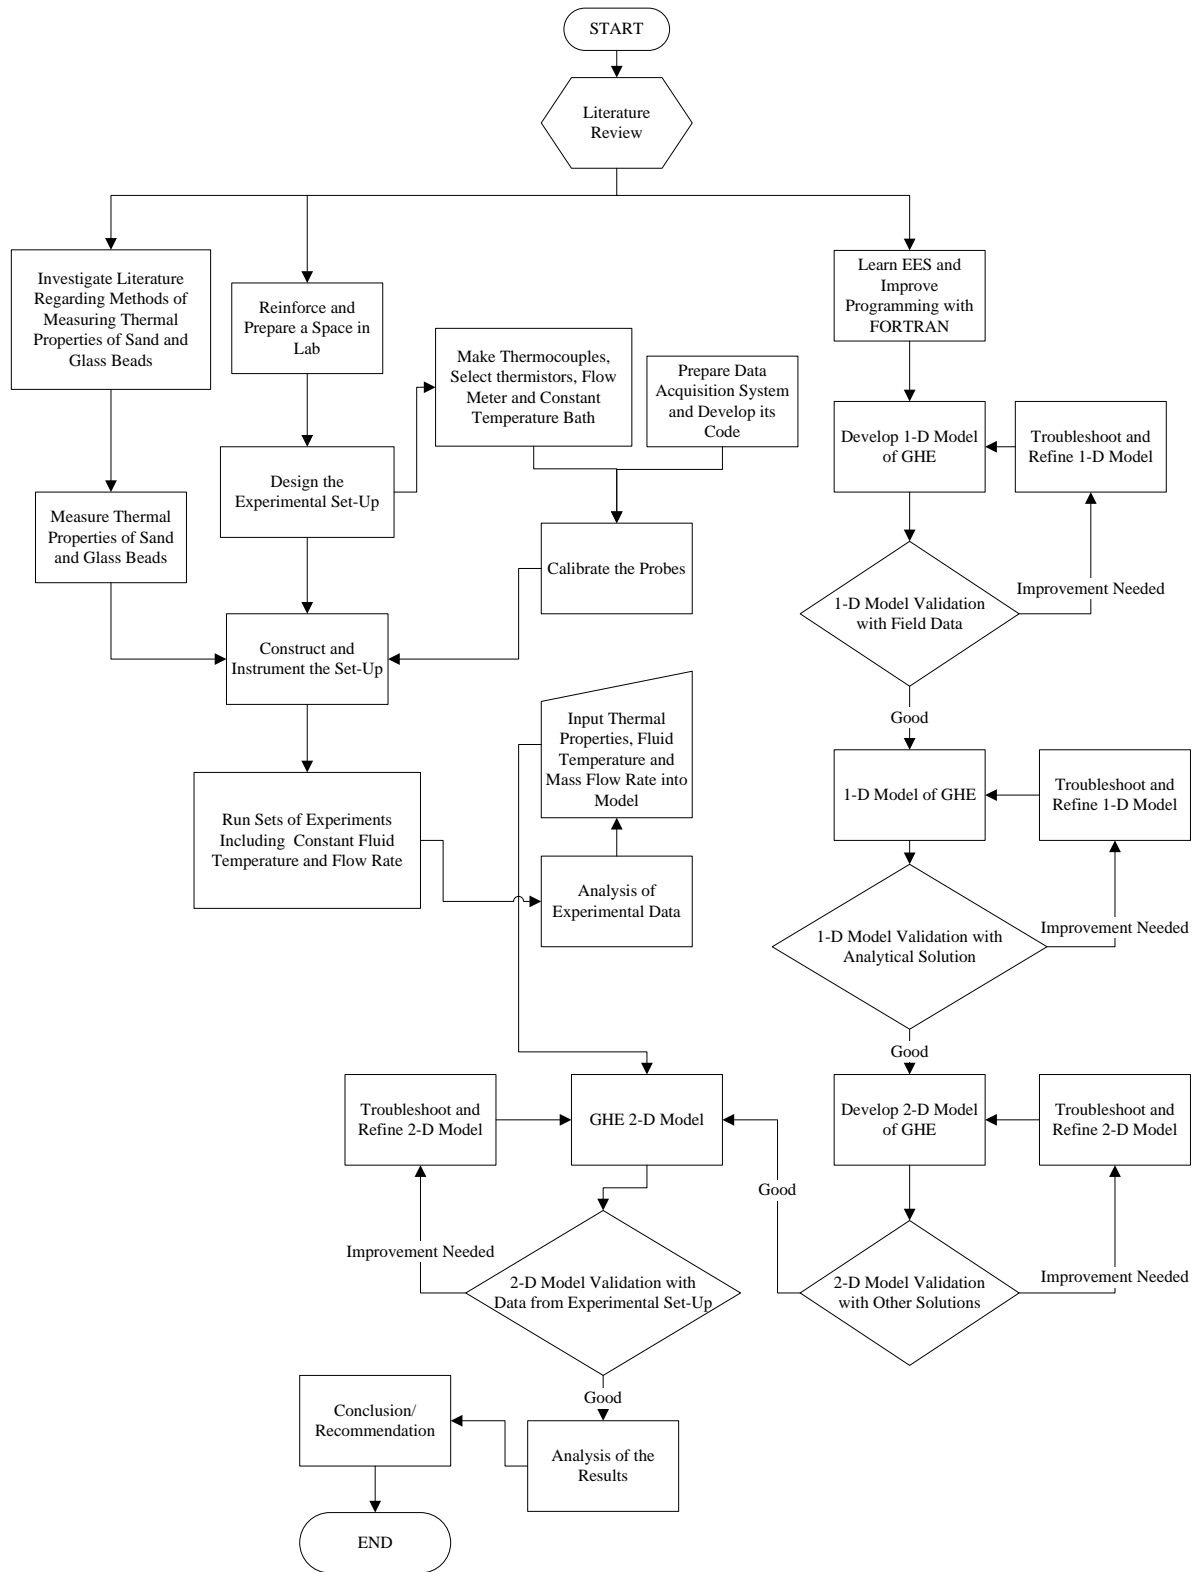 START
Literature
Review
Investigate Literature
Regarding Methods of
Measuring Thermal
Properties of Sand and
Glass Beads
Reinforce and
Prepare a Space in
Lab
Learn EES and
Improve
Programming with
FORTRAN
Make Thermocouples,
Select thermistors, Flow
Meter and Constant
Temperature Bath
Prepare Data
Acquisition System
and Develop its
Code
Develop 1-D Model
of GHE
Troubleshoot and
Refine 1-D Model
Design the
Experimental Set-Up
Measure Thermal
Properties of Sand
and Glass Beads
Calibrate the Probes
Improvement Needed
1-D Model Validation
with Field Data
Construct and
Instrument the Set-Up
Good
Input Thermal
Properties, Fluid
Temperature and
Mass Flow Rate into
Model
1-D Model of GHE
Troubleshoot and
Refine 1-D Model
Run Sets of Experiments
Including Constant Fluid
Temperature and Flow Rate
Analysis of
Experimental Data
Improvement Needed
1-D Model Validation with
Analytical Solution
Good
Troubleshoot and
Refine 2-D Model
GHE 2-D Model
Develop 2-D Model
of GHE
Troubleshoot and
Refine 2-D Model
Good
Improvement Needed
2-D Model Validation with
Data from Experimental Set-Up
2-D Model Validation
with Other Solutions
Improvement Needed
Good
Conclusion/
Recommendation
Analysis of the
Results
END